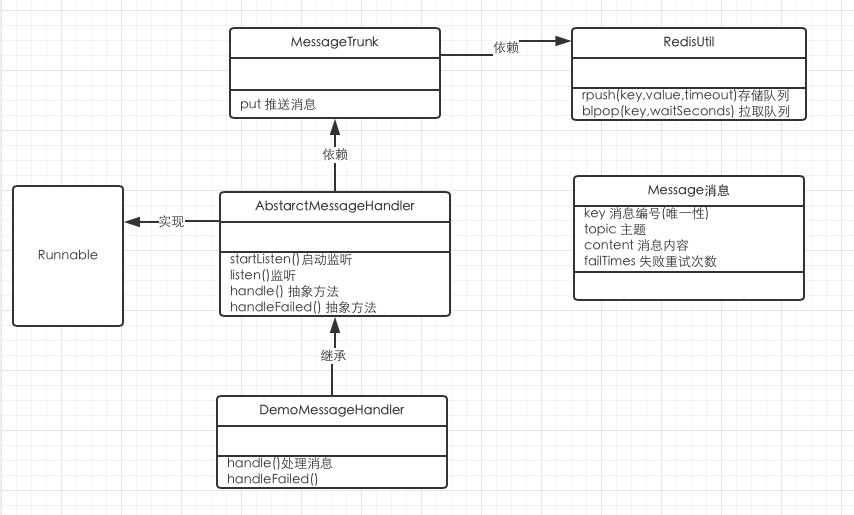 MessageTrunk
put 推送消息
依赖
RedisUtil
rpush(key,value,timeout)存储队列
blpop(key,waitSeconds) 拉取队列
依赖
Message消息
key 消息编号(唯一性)
topic 主题
content 消息内容
failTimes 失败重试次数
Runnable
实现
AbstarctMessageHandler
startListen()启动监听
listen()监听
handle() 抽象方法
handleFailed() 抽象方法
继承
DemoMessageHandler
handle()处理消息
handleFailed()